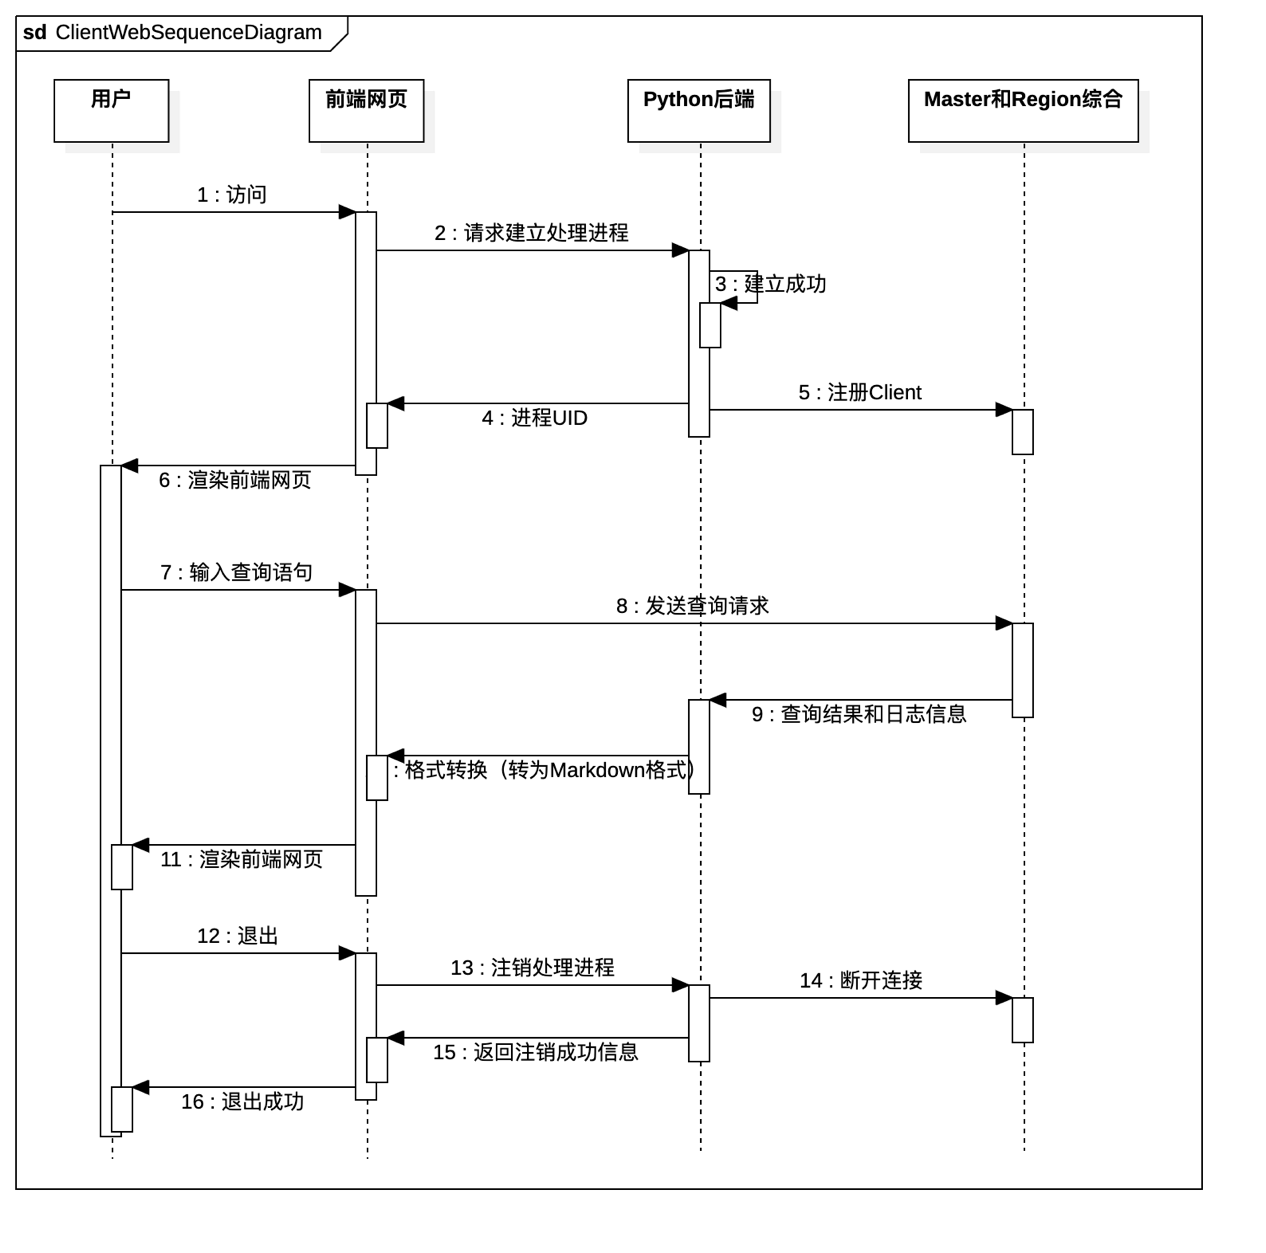 sd ClientWebSequenceDiagram
用户
前端网页
Python后端
Master和Region综合
1 : 访问
2 : 请求建立处理进程
3 : 建立成功
5 : 注册Client
4 : 进程UID
6 : 渲染前端网页
7 : 输入查询语句
8 : 发送查询请求
9 : 查询结果和日志信息
: 格式转换（转为Markdown格式）
11 : 渲染前端网页
12 : 退出
13 : 注销处理进程
14 : 断开连接
15 : 返回注销成功信息
16 : 退出成功